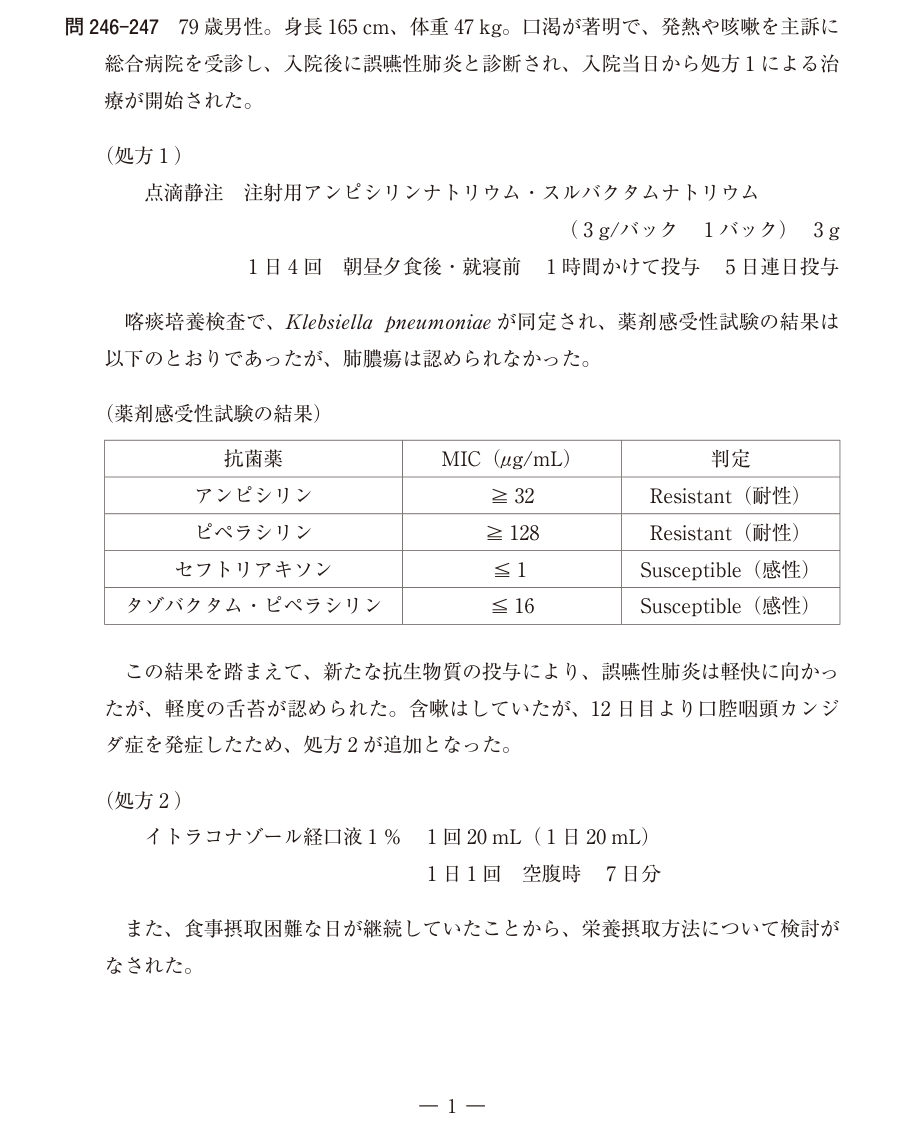 問 246-247 79 歳男性。身長 165 cm、体重 47 kg。口渇が著明で、発熱や咳嗽を主訴に
総合病院を受診し、入院後に誤嚥性肺炎と診断され、入院当日から処方１による治
療が開始された。
（処方１）
点滴静注 注射用アンピシリンナトリウム・スルバクタムナトリウム
（３g/バック １バック） ３g
１日４回 朝昼夕食後・就寝前 １時間かけて投与 ５日連日投与
喀痰培養検査で、Klebsiella pneumoniae が同定され、薬剤感受性試験の結果は
以下のとおりであったが、肺膿瘍は認められなかった。
（薬剤感受性試験の結果）
抗菌薬 MIC（μg/mL） 判定
アンピシリン ≧ 32 Resistant（耐性）
ピペラシリン ≧ 128 Resistant（耐性）
セフトリアキソン ≦ 1 Susceptible（感性）
タゾバクタム・ピペラシリン ≦ 16 Susceptible（感性）
この結果を踏まえて、新たな抗生物質の投与により、誤嚥性肺炎は軽快に向かっ
たが、軽度の舌苔が認められた。含嗽はしていたが、12 日目より口腔咽頭カンジ
ダ症を発症したため、処方２が追加となった。
（処方２）
イトラコナゾール経口液１％ １回 20 mL（１日 20 mL）
１日１回 空腹時 ７日分
また、食事摂取困難な日が継続していたことから、栄養摂取方法について検討が
なされた。
― 1 ―